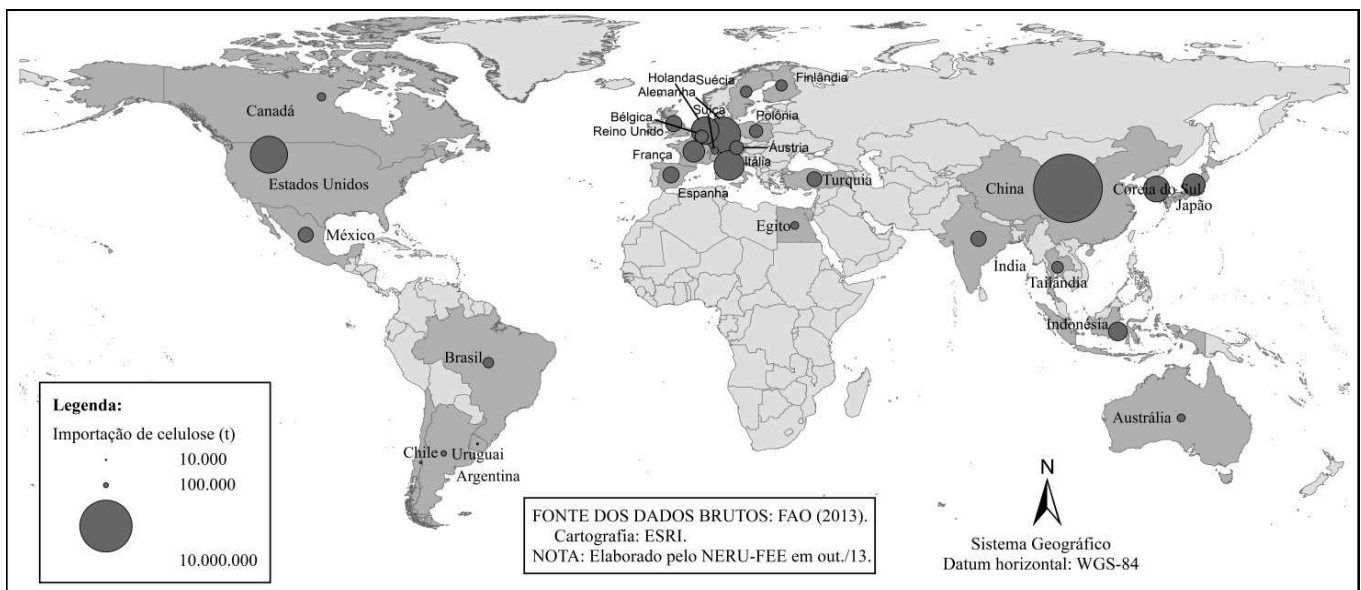 Canadá
Estados Unidos
México
Holanda
Suécia
Alemanha
Finlândia
Suíça
Bélgica
Reino Unido
Polônia
França
Áustria
Itália
Espanha
Turquia
Egito
China
Coreia do Sul
Japão
Índia
Tailândia
Indonésia
Austrália
Brasil
Chile
Uruguai
Argentina
Legenda:
Importação de celulose (t)
10.000
100.000
10.000.000
FONTE DOS DADOS BRUTOS: FAO (2013).
Cartografia: ESRI.
NOTA: Elaborado pelo NERU-FEE em out./13.
N
Sistema Geográfico
Datum horizontal: WGS-84